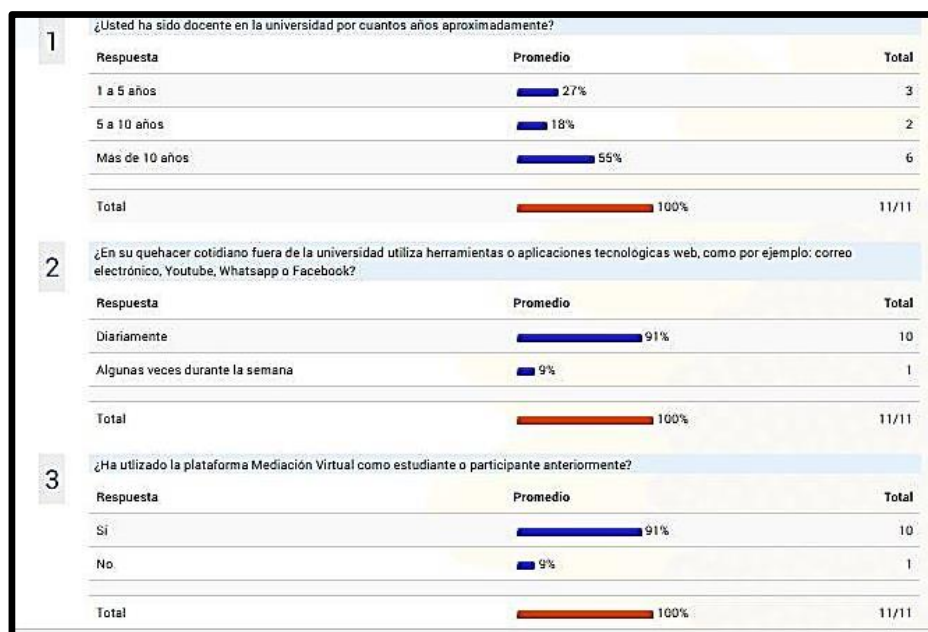 1
¿Usted ha sido docente en la universidad por cuantos años aproximadamente?
Respuesta Promedio Total
1 a 5 años 27% 3
5 a 10 años 18% 2
Más de 10 años 55% 6
Total 100% 11/11
2
¿En su quehacer cotidiano fuera de la universidad utiliza herramientas o aplicaciones tecnológicas web, como por ejemplo: correo
electrónico, Youtube, Whatsapp o Facebook?
Respuesta Promedio Total
Diariamente 91% 10
Algunas veces durante la semana 9% 1
Total 100% 11/11
3
¿Ha utlizado la plataforma Mediación Virtual como estudiante o participante anteriormente?
Respuesta Promedio Total
Sí 91% 10
No 9% 1
Total 100% 11/11